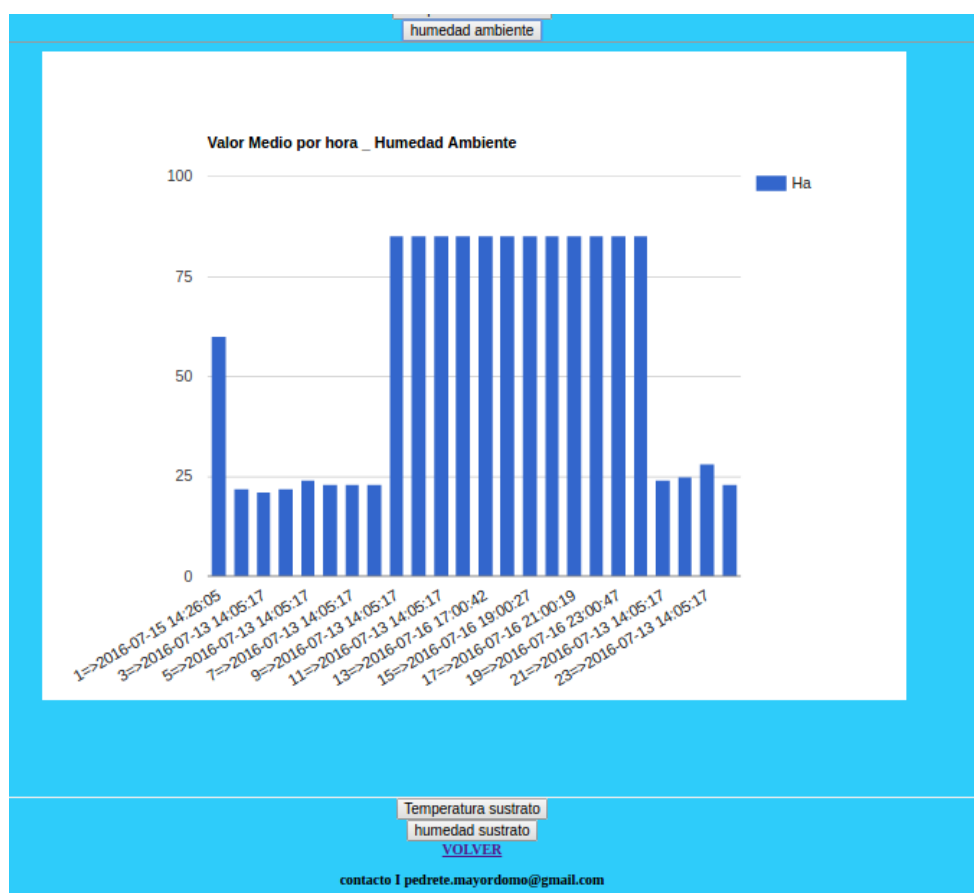 humedad ambiente
Valor Medio por hora _ Humedad Ambiente
100
Ha
75
50
25
0
1=>2016-07-15 14:26:05
3=>2016-07-13 14:05:17
5=>2016-07-13 14:05:17
7=>2016-07-13 14:05:17
9=>2016-07-13 14:05:17
11=>2016-07-13 14:05:17
13=>2016-07-16 17:00:42
15=>2016-07-16 19:00:27
17=>2016-07-16 21:00:19
19=>2016-07-16 23:00:47
21=>2016-07-13 14:05:17
23=>2016-07-13 14:05:17
Temperatura sustrato
humedad sustrato
VOLVER
contacto I pedrete.mayordomo@gmail.com